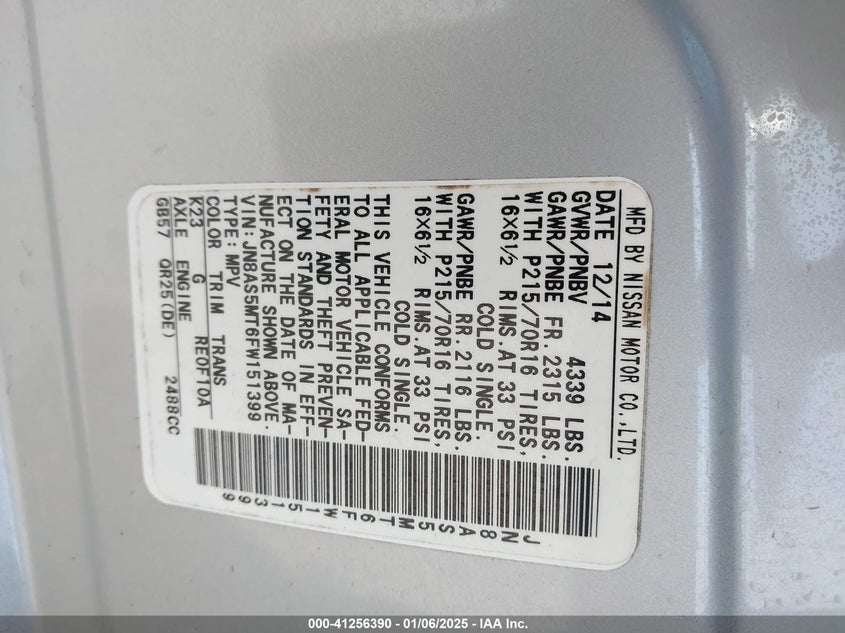 MFD BY NISSAN MOTOR CO.,LTD.
DATE 12/14
GVWR/PNBV 4339 LBS.
GAWR/PNBE FR 2315 LBS.
WITH P215/70R16 TIRES,
16X6½ RIMS.AT 33 PSI
COLD SINGLE.
GAWR/PNBE RR. 2116 LBS.
WITH P215/70R16 TIRES,
16X6½ RIMS.AT 33 PSI
COLD SINGLE.
THIS VEHICLE CONFORMS
TO ALL APPLICABLE FED-
ERAL MOTOR VEHICLE SA-
FETY AND THEFT PREVEN-
TION STANDARDS IN EFF-
ECT ON THE DATE OF MA-
NUFACTURE SHOWN ABOVE.
VIN:JN8AS5MT6FW151399
TYPE:MPV
COLOR TRIM TRANS
K23 G RE0F10A
AXLE ENGINE
GB57 QR25(DE) 2488CC
JN8AS5MT6FW151399
000-41256390 - 01/06/2025 - IAA Inc.